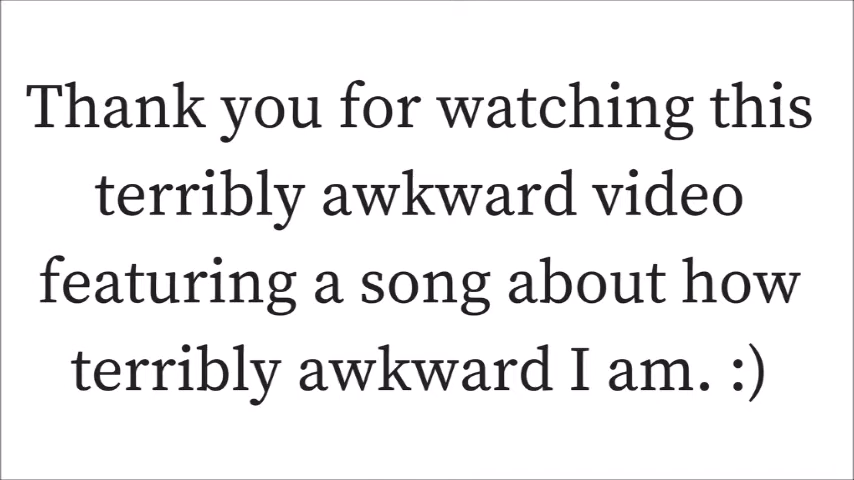 Thank you for watching this
terribly awkward video
featuring a song about how
terribly awkward I am. :)